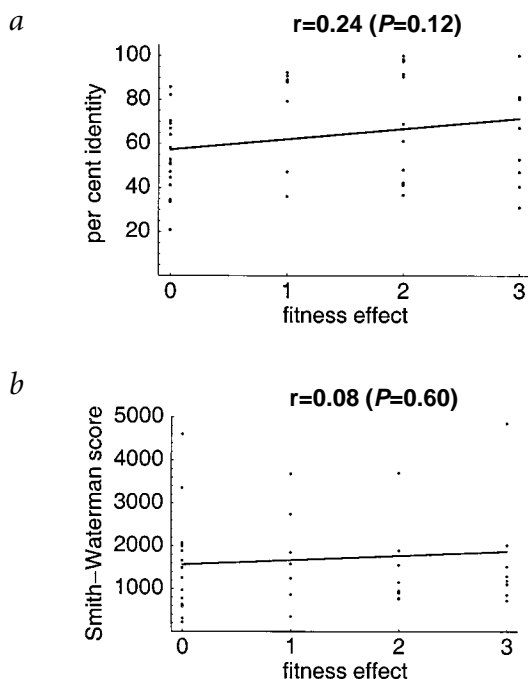 a
r=0.24 (P=0.12)
per cent identity
100
80
60
40
20
0 1 2 3
fitness effect
b
r=0.08 (P=0.60)
Smith–Waterman score
5000
4000
3000
2000
1000
0 1 2 3
fitness effect